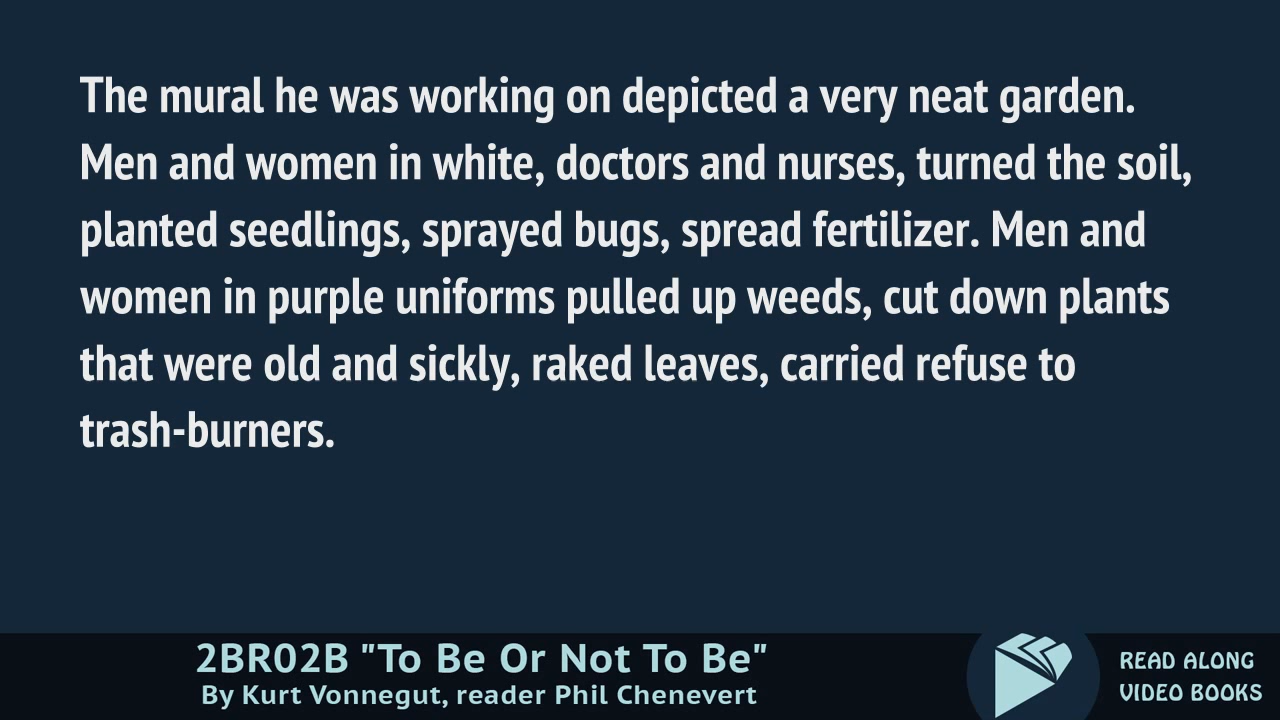 The mural he was working on depicted a very neat garden.
Men and women in white, doctors and nurses, turned the soil,
planted seedlings, sprayed bugs, spread fertilizer. Men and
women in purple uniforms pulled up weeds, cut down plants
that were old and sickly, raked leaves, carried refuse to
trash-burners.
2BR02B "To Be Or Not To Be"
By Kurt Vonnegut, reader Phil Chenevert
READ ALONG
VIDEO BOOKS